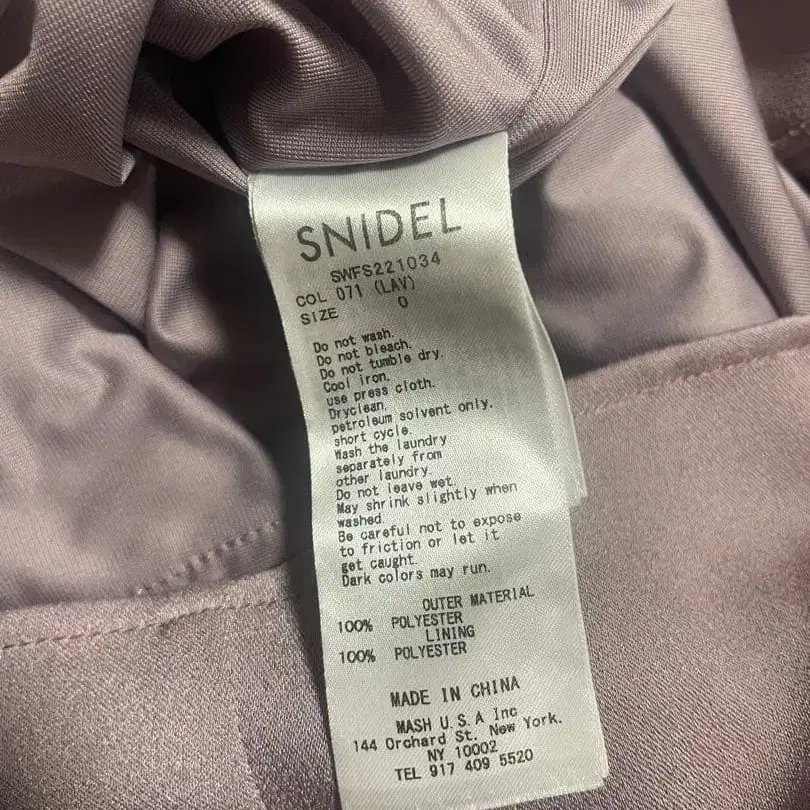 SNIDEL
SWFS221034
COL 071 (LAV)
SIZE 0
Do not wash.
Do not bleach.
Do not tumble dry.
Cool iron.
use press cloth.
Dryclean.
petroleum solvent only.
short cycle.
Wash the laundry
separately from
other laundry.
Do not leave wet.
May shrink slightly when
washed
Be careful not to expose
to friction or let it
get caught.
Dark colors may run.
OUTER MATERIAL
100% POLYESTER
LINING
100% POLYESTER
MADE IN CHINA
MASH U.S.A Inc
144 Orchard St. New York.
NY 10002
TEL 917 409 5520